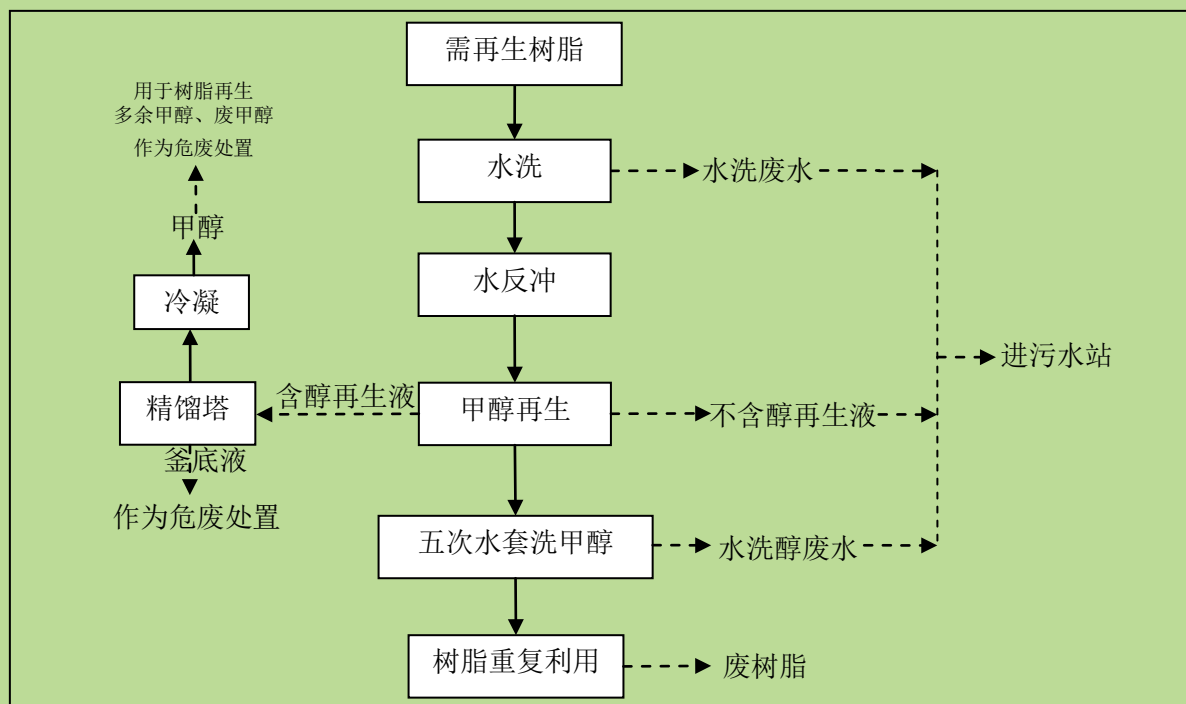 需再生树脂
用于树脂再生
多余甲醇、废甲醇
作为危废处置
水洗
水洗废水
甲醇
水反冲
冷凝
进污水站
精馏塔
含醇再生液
甲醇再生
不含醇再生液
釜底液
作为危废处置
五次水套洗甲醇
水洗醇废水
树脂重复利用
废树脂